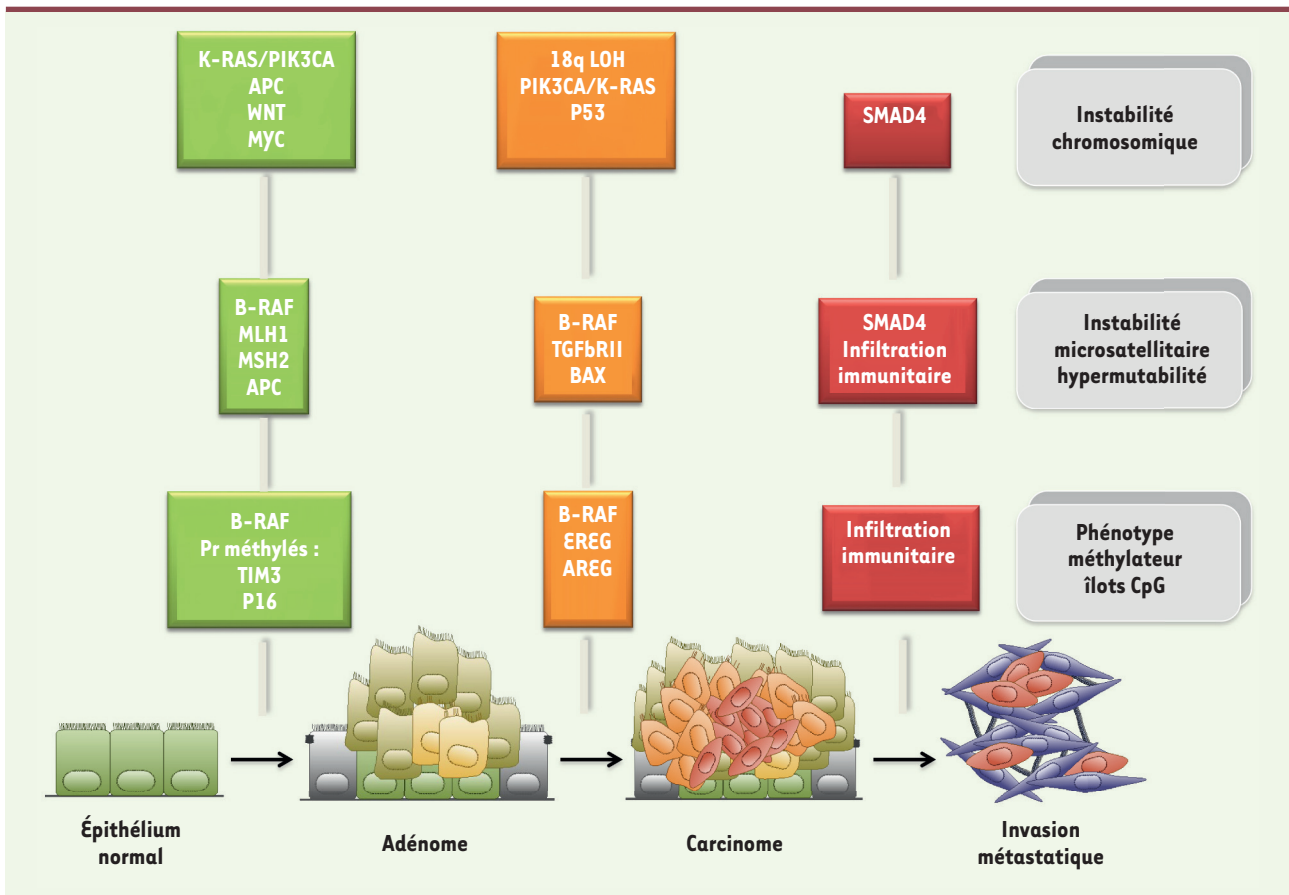 K-RAS/PIK3CA
APC
WNT
MYC
18q LOH
PIK3CA/K-RAS
P53
SMAD4
Instabilité
chromosomique
B-RAF
MLH1
MSH2
APC
B-RAF
TGFbRII
BAX
SMAD4
Infiltration
immunitaire
Instabilité
microsatellitaire
hypermutabilité
B-RAF
Pr méthylés :
TIM3
P16
B-RAF
EREG
AREG
Infiltration
immunitaire
Phénotype
méthylateur
îlots CpG
Épithélium
normal
Adénome
Carcinome
Invasion
métastatique